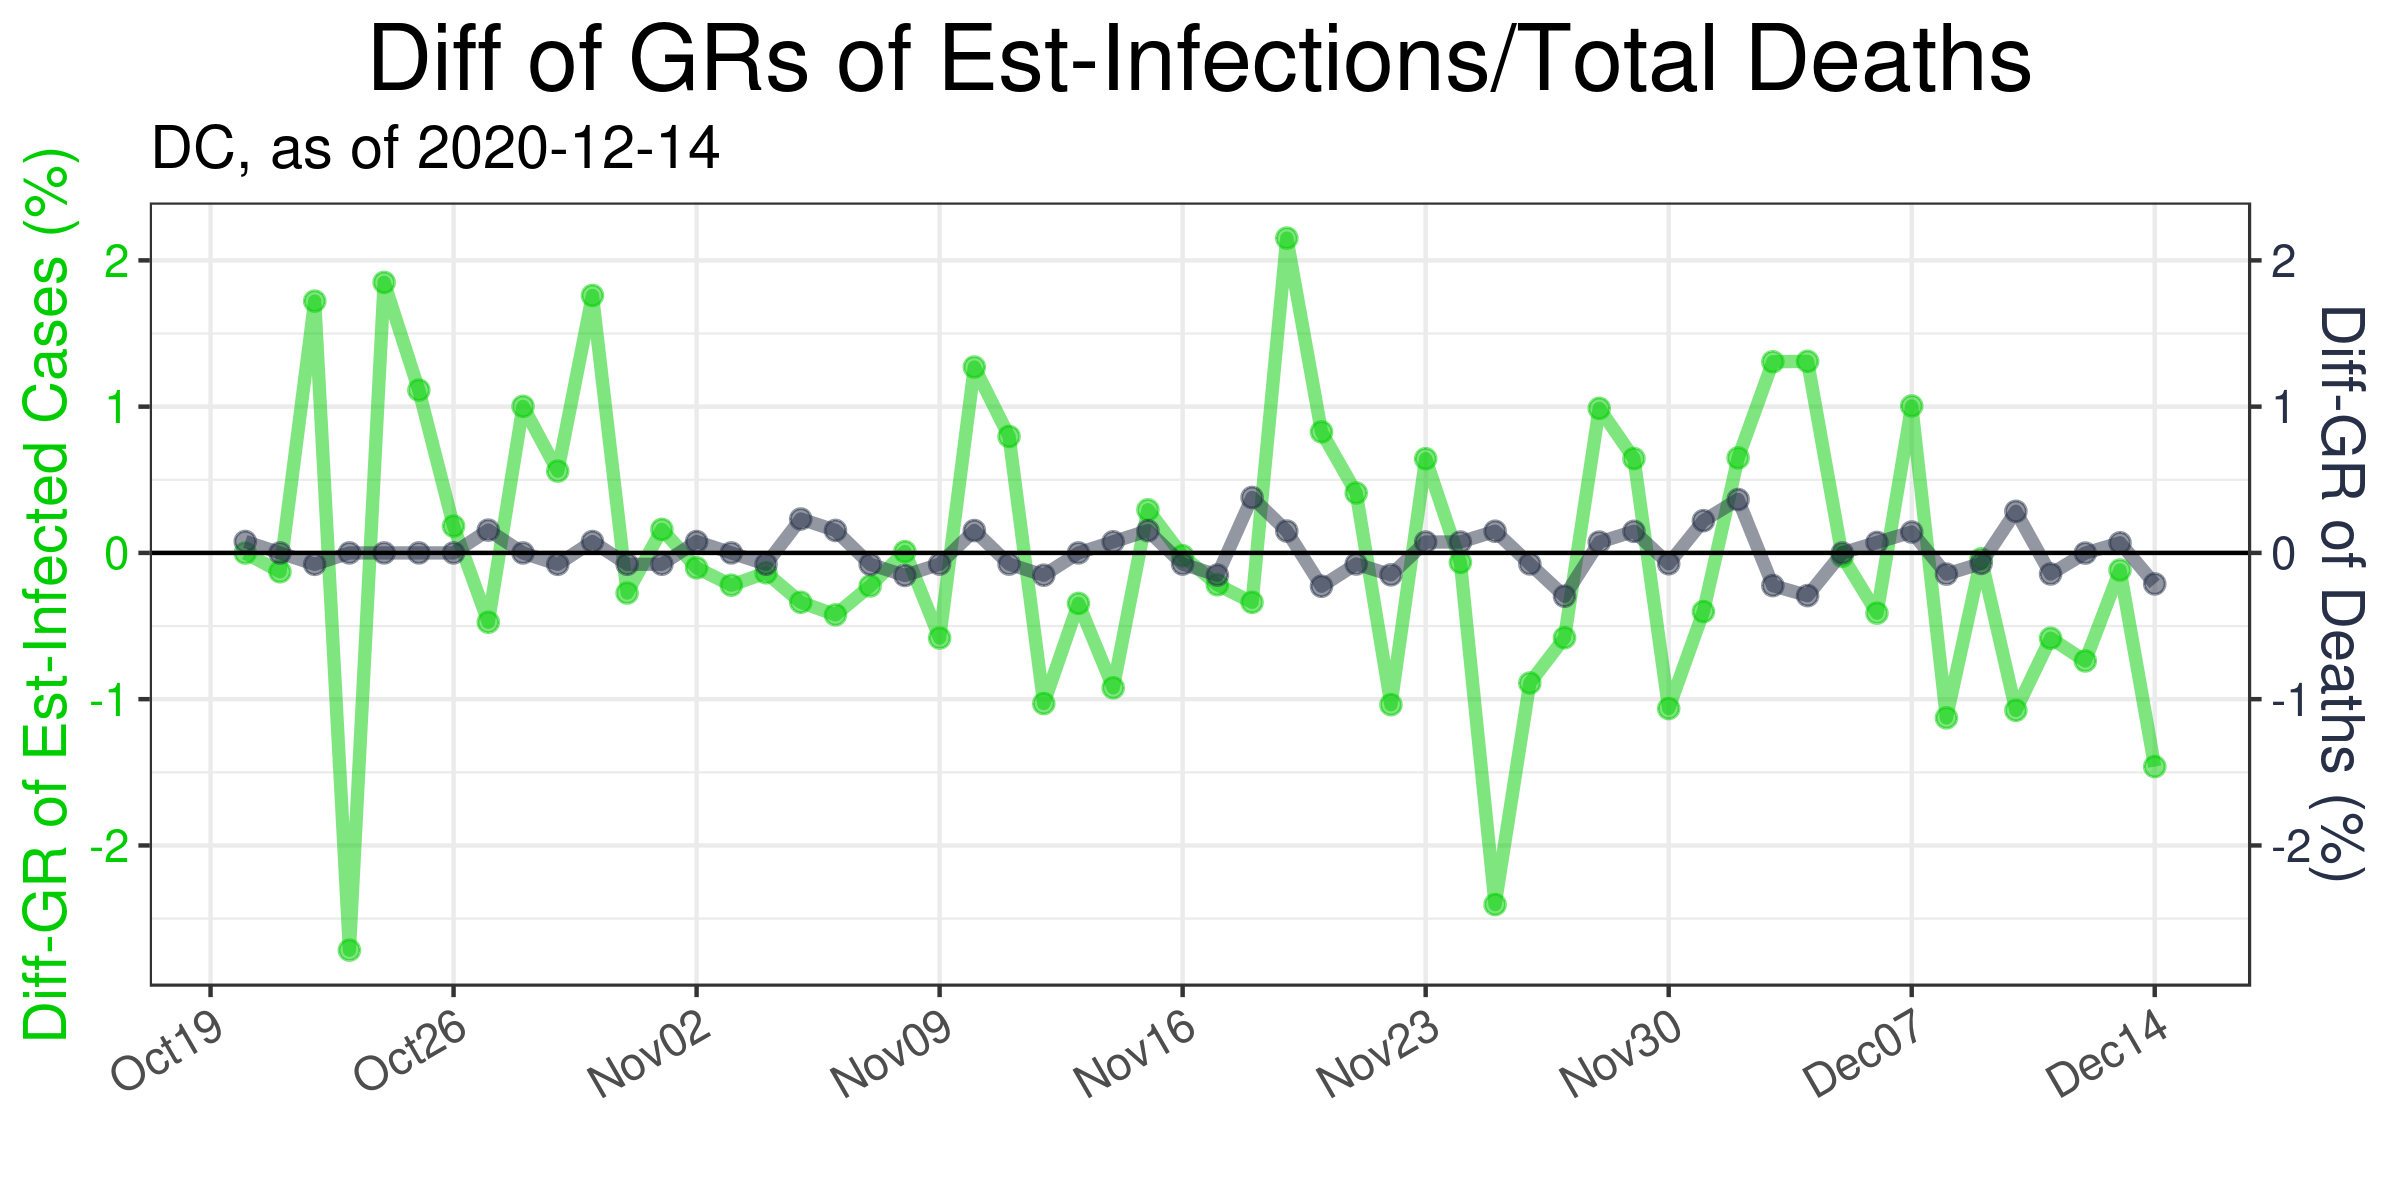 Diff of GRs of Est-Infections/Total Deaths
DC, as of 2020-12-14
Diff-GR of Est-Infected Cases (%)
2
1
0
-1
-2
2
1
0
-1
-2
Diff-GR of Deaths (%)
Oct19
Oct26
Nov02
Nov09
Nov16
Nov23
Nov30
Dec07
Dec14